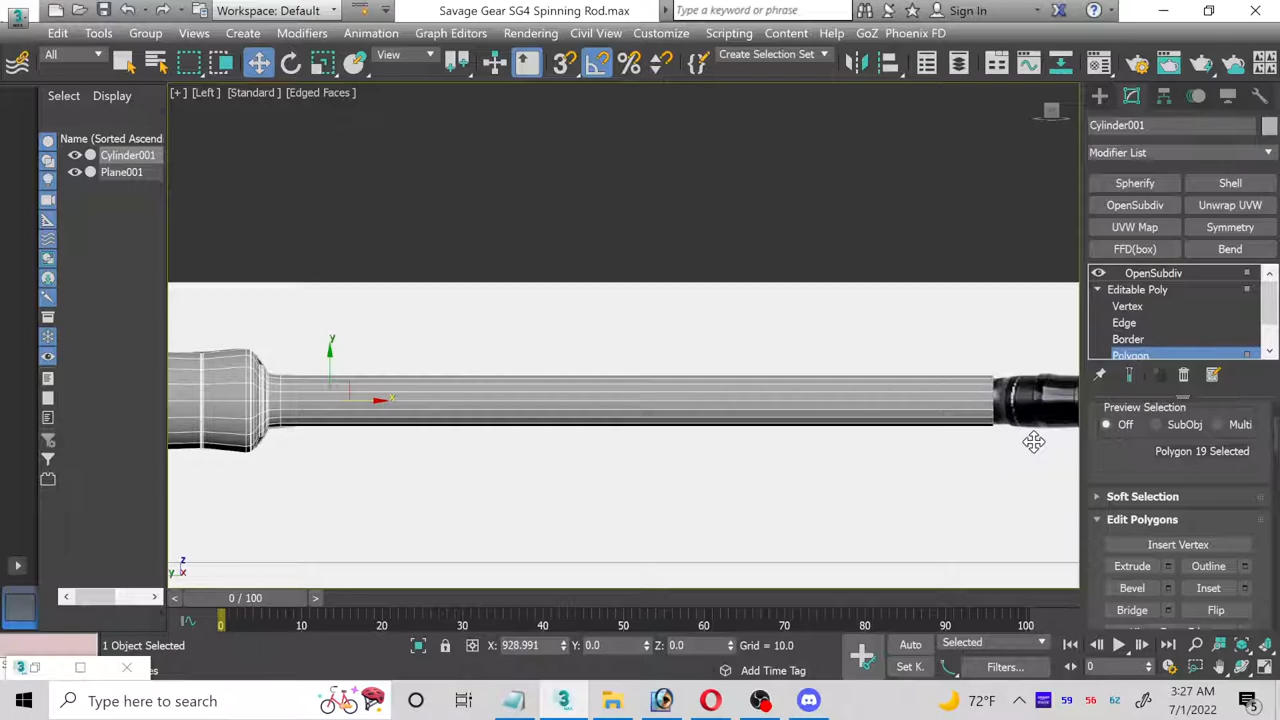 Workspace: Default
Savage Gear SG4 Spinning Rod.max
Type a keyword or phrase
Sign In
Edit Tools Group Views Create Modifiers Animation Graph Editors Rendering Civil View Customize Scripting Content Help GoZ Phoenix FD
All
View
Create Selection Set
Select Display
[+] [Left] [Standard] [Edged Faces]
Name (Sorted Ascend
Cylinder001
Plane001
Cylinder001
Modifier List
Spherify Shell
OpenSubdiv Unwrap UVW
UVW Map Symmetry
FFD(box) Bend
OpenSubdiv
Editable Poly
Vertex
Edge
Border
Polygon
Preview Selection
Off SubObj Multi
Polygon 19 Selected
Soft Selection
Edit Polygons
Insert Vertex
Extrude Outline
Bevel Inset
Bridge Flip
y
x
z
y x
0 / 100
0 10 20 30 40 50 60 70 80 90 100
1 Object Selected
X: 928.991 Y: 0.0 Z: 0.0 Grid = 10.0
Auto
Selected
Set K.
Filters...
0
Add Time Tag
Type here to search
72°F
59 56 62
3:27 AM
7/1/2022
5